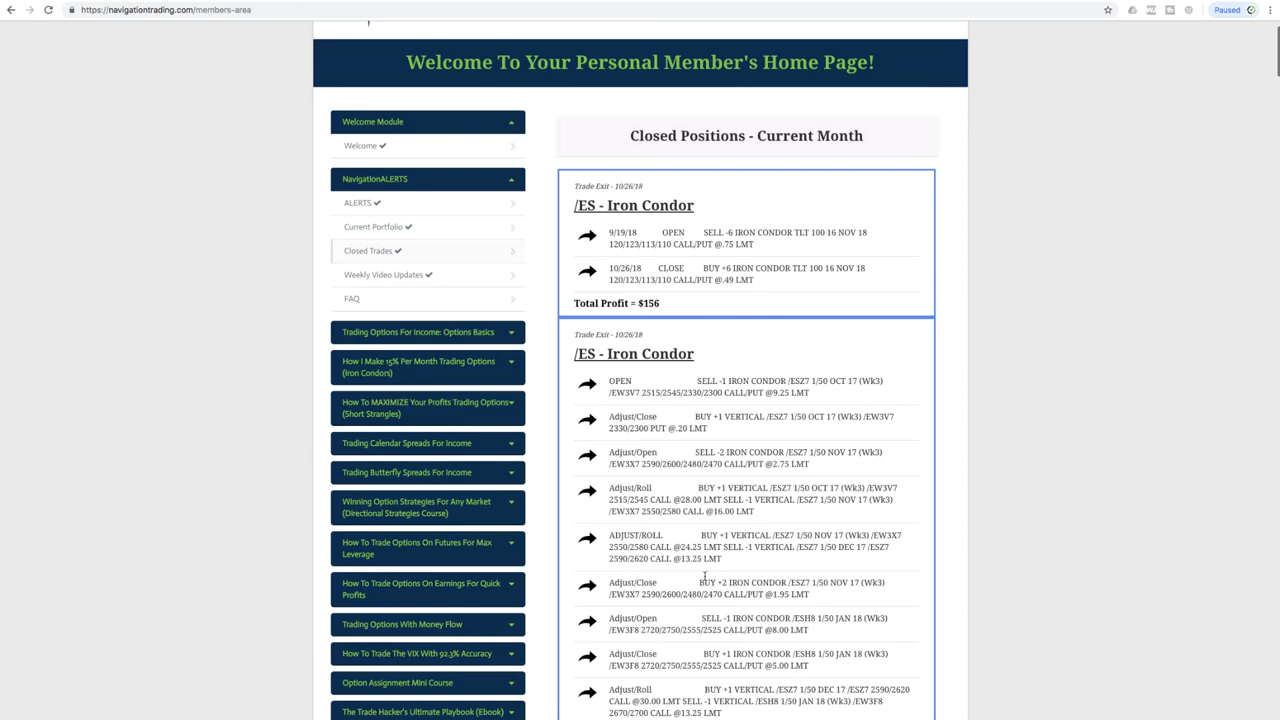 https://navigationtrading.com/members-area
Paused
Welcome To Your Personal Member's Home Page!
Welcome Module
Welcome
NavigationALERTS
ALERTS
Current Portfolio
Closed Trades
Weekly Video Updates
FAQ
Trading Options For Income: Options Basics
How I Make 15% Per Month Trading Options
(Iron Condors)
How To MAXIMIZE Your Profits Trading Options
(Short Strangles)
Trading Calendar Spreads For Income
Trading Butterfly Spreads For Income
Winning Option Strategies For Any Market
(Directional Strategies Course)
How To Trade Options On Futures For Max
Leverage
How To Trade Options On Earnings For Quick
Profits
Trading Options With Money Flow
How To Trade The VIX With 92.3% Accuracy
Option Assignment Mini Course
The Trade Hacker's Ultimate Playbook (Ebook)
Closed Positions - Current Month
Trade Exit - 10/26/18
/ES - Iron Condor
9/19/18 OPEN SELL -6 IRON CONDOR TLT 100 16 NOV 18
120/123/113/110 CALL/PUT @.75 LMT
10/26/18 CLOSE BUY +6 IRON CONDOR TLT 100 16 NOV 18
120/123/113/110 CALL/PUT @.49 LMT
Total Profit = $156
Trade Exit - 10/26/18
/ES - Iron Condor
OPEN SELL -1 IRON CONDOR /ESZ7 1/50 OCT 17 (Wk3)
/EW3V7 2515/2545/2330/2300 CALL/PUT @9.25 LMT
Adjust/Close BUY +1 VERTICAL /ESZ7 1/50 OCT 17 (Wk3) /EW3V7
2330/2300 PUT @.20 LMT
Adjust/Open SELL -2 IRON CONDOR /ESZ7 1/50 NOV 17 (Wk3)
/EW3X7 2590/2600/2480/2470 CALL/PUT @2.75 LMT
Adjust/Roll BUY +1 VERTICAL /ESZ7 1/50 OCT 17 (Wk3) /EW3V7
2515/2545 CALL @28.00 LMT SELL -1 VERTICAL /ESZ7 1/50 NOV 17 (Wk3)
/EW3X7 2550/2580 CALL @16.00 LMT
ADJUST/ROLL BUY +1 VERTICAL /ESZ7 1/50 NOV 17 (Wk3) /EW3X7
2550/2580 CALL @24.25 LMT SELL -1 VERTICAL /ESZ7 1/50 DEC 17 /ESZ7
2590/2620 CALL @13.25 LMT
Adjust/Close BUY +2 IRON CONDOR /ESZ7 1/50 NOV 17 (Wk3)
/EW3X7 2590/2600/2480/2470 CALL/PUT @1.95 LMT
Adjust/Open SELL -1 IRON CONDOR /ESH8 1/50 JAN 18 (Wk3)
/EW3F8 2720/2750/2555/2525 CALL/PUT @8.00 LMT
Adjust/Close BUY +1 IRON CONDOR /ESH8 1/50 JAN 18 (Wk3)
/EW3F8 2720/2750/2555/2525 CALL/PUT @5.00 LMT
Adjust/Roll BUY +1 VERTICAL /ESZ7 1/50 DEC 17 /ESZ7 2590/2620
CALL @30.00 LMT SELL -1 VERTICAL /ESH8 1/50 JAN 18 (Wk3) /EW3F8
2670/2700 CALL @13.25 LMT